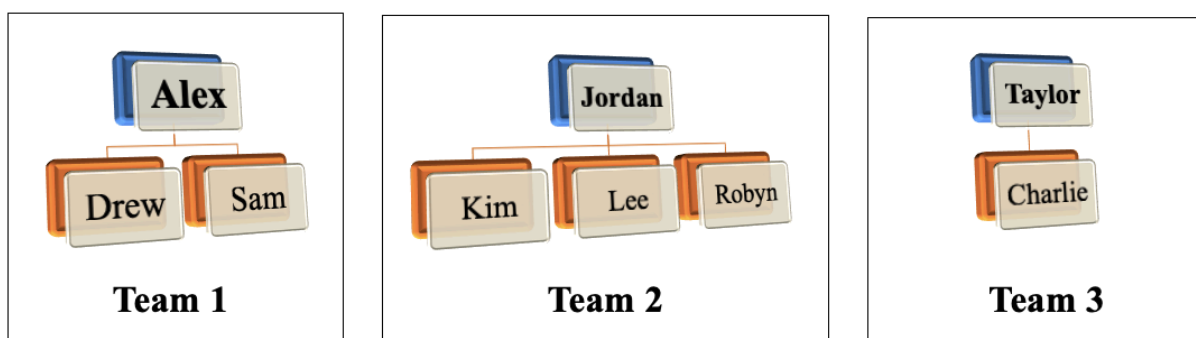 Alex
Drew
Sam
Team 1
Jordan
Kim
Lee
Robyn
Team 2
Taylor
Charlie
Team 3